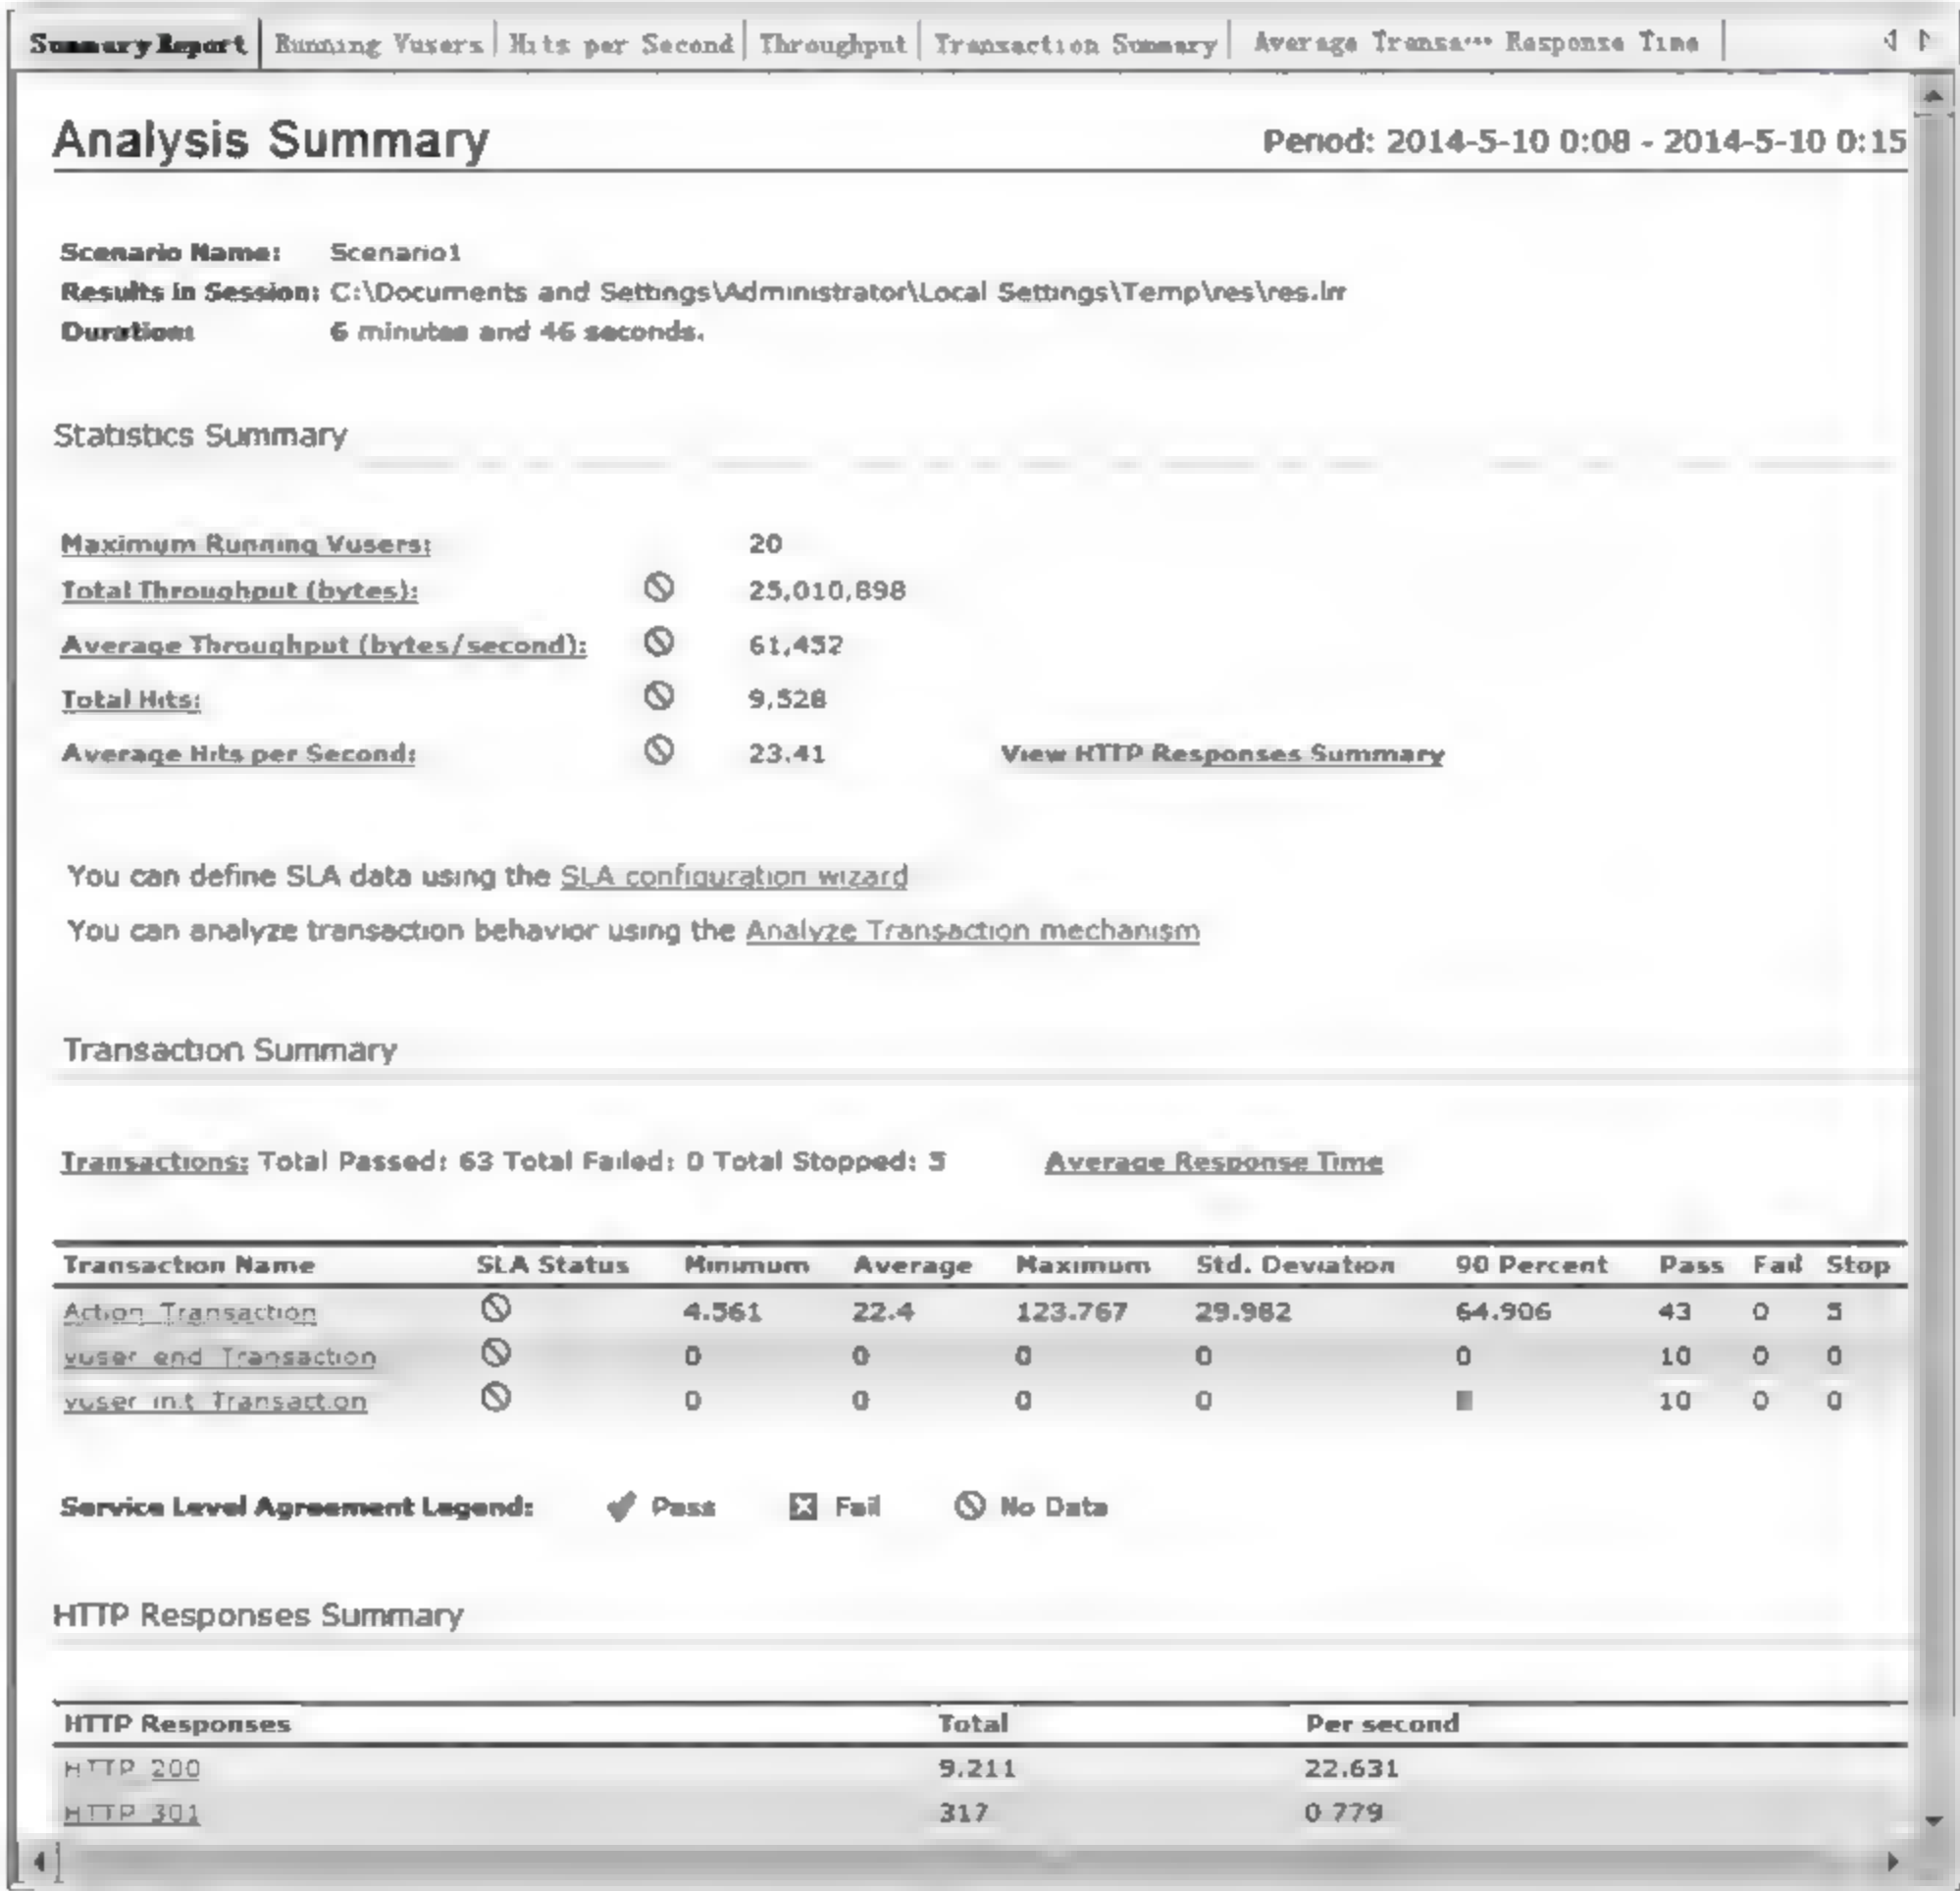 Summary Report | Running Vusers | Hits per Second | Throughput | Transaction Summary | Average Transa... Response Time
Analysis Summary Period: 2014-5-10 0:08 - 2014-5-10 0:15
Scenario Name: Scenario1
Results in Session: C:\Documents and Settings\Administrator\Local Settings\Temp\res\res.lrr
Duration: 6 minutes and 46 seconds.
Statistics Summary
Maximum Running Vusers: 20
Total Throughput (bytes): 25,010,898
Average Throughput (bytes/second): 61,452
Total Hits: 9,528
Average Hits per Second: 23.41 View HTTP Responses Summary
You can define SLA data using the SLA configuration wizard
You can analyze transaction behavior using the Analyze Transaction mechanism
Transaction Summary
Transactions: Total Passed: 63 Total Failed: 0 Total Stopped: 5 Average Response Time
Transaction Name SLA Status Minimum Average Maximum Std. Deviation 90 Percent Pass Fail Stop
Action_Transaction 4.561 22.4 123.767 29.982 64.906 43 0 5
vuser_end_Transaction 0 0 0 0 0 10 0 0
vuser_init_Transaction 0 0 0 0 10 0 0
Service Level Agreement Legend: Pass Fail No Data
HTTP Responses Summary
HTTP Responses Total Per second
HTTP_200 9,211 22.631
HTTP_301 317 0.779